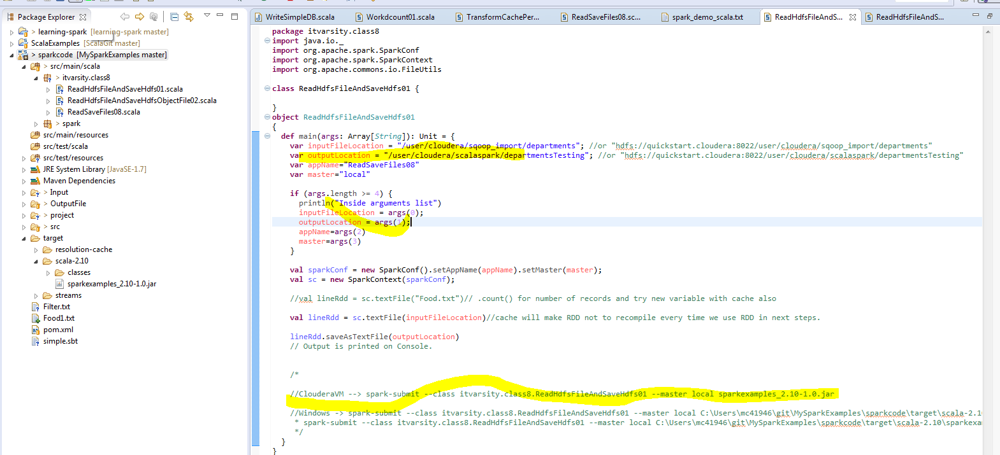 Package Explorer
> learning-spark [learning-spark master]
ScalaExamples [ScalaGit master]
> sparkcode [MySparkExamples master]
> src/main/scala
> itvarsity.class8
ReadHdfsFileAndSaveHdfs01.scala
ReadHdfsFileAndSaveHdfsObjectFile02.scala
ReadSaveFiles08.scala
> spark
src/main/resources
src/test/scala
> src/test/resources
JRE System Library [JavaSE-1.7]
Maven Dependencies
> Input
> OutputFile
> project
> src
target
resolution-cache
scala-2.10
classes
sparkexamples_2.10-1.0.jar
streams
Filter.txt
Food1.txt
pom.xml
simple.sbt
WriteSimpleDB.scala
Workdcount01.scala
TransformCachePer...
ReadSaveFiles08.sc...
spark_demo_scala.txt
ReadHdfsFileAndS...
ReadHdfsFileAndS...
package itvarsity.class8
import java.io._
import org.apache.spark.SparkConf
import org.apache.spark.SparkContext
import org.apache.commons.io.FileUtils
class ReadHdfsFileAndSaveHdfs01 {
}
object ReadHdfsFileAndSaveHdfs01
{
def main(args: Array[String]): Unit = {
var inputFileLocation = "/user/cloudera/sqoop_import/departments"; //or "hdfs://quickstart.cloudera:8022/user/cloudera/sqoop_import/departments"
var outputLocation = "/user/cloudera/scalaspark/departmentsTesting"; //or "hdfs://quickstart.cloudera:8022/user/cloudera/scalaspark/departmentsTesting"
var appName="ReadSaveFiles08"
var master="local"
if (args.length >= 4) {
println("Inside arguments list")
inputFileLocation = args(0);
outputLocation = args(1);
appName=args(2)
master=args(3)
}
val sparkConf = new SparkConf().setAppName(appName).setMaster(master);
val sc = new SparkContext(sparkConf);
//val lineRdd = sc.textFile("Food.txt")// .count() for number of records and try new variable with cache also
val lineRdd = sc.textFile(inputFileLocation)//cache will make RDD not to recompile every time we use RDD in next steps.
lineRdd.saveAsTextFile(outputLocation)
// Output is printed on Console.
/*
//ClouderaVM --> spark-submit --class itvarsity.class8.ReadHdfsFileAndSaveHdfs01 --master local sparkexamples_2.10-1.0.jar
//Windows -> spark-submit --class itvarsity.class8.ReadHdfsFileAndSaveHdfs01 --master local C:\Users\mc41946\git\MySparkExamples\sparkcode\target\scala-2.10
* spark-submit --class itvarsity.class8.ReadHdfsFileAndSaveHdfs01 --master local C:\Users\mc41946\git\MySparkExamples\sparkcode\target\scala-2.10\sparkexa
*/
}
}